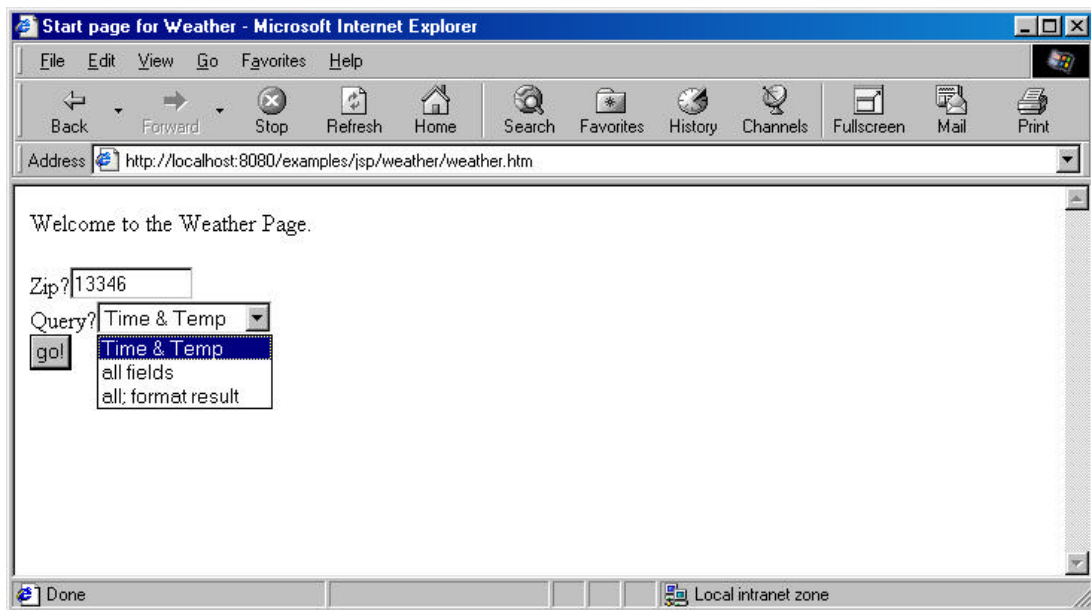 Start page for Weather - Microsoft Internet Explorer
File Edit View Go Favorites Help
Back Forward Stop Refresh Home Search Favorites History Channels Fullscreen Mail Print
Address http://localhost:8080/examples/jsp/weather/weather.htm
Welcome to the Weather Page.
Zip? 13346
Query? Time & Temp
go! Time & Temp
all fields
all; format result
Done Local intranet zone